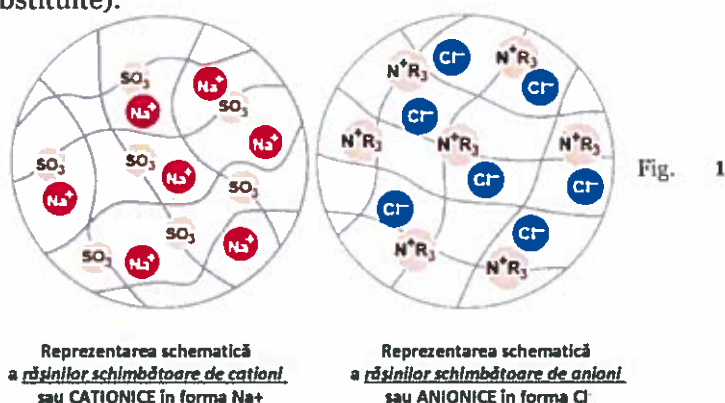 bstituite).
SO₃
Na⁺
SO₃
Na⁺
Na⁺
SO₃
SO₃
Na⁺
Na⁺
SO₃
SO₃
Na⁺
SO₃
Na⁺
N⁺R₃
Cl⁻
N⁺R₃
Cl⁻
Cl⁻
N⁺R₃
N⁺R₃
N⁺R₃
Cl⁻
Cl⁻
Cl⁻
Cl⁻
N⁺R₃
N⁺R₃
Fig. 1
Reprezentarea schematică
a rășinilor schimbătoare de cationi
sau CATIONICE în forma Na+
Reprezentarea schematică
a rășinilor schimbătoare de anioni
sau ANIONICE în forma Cl⁻